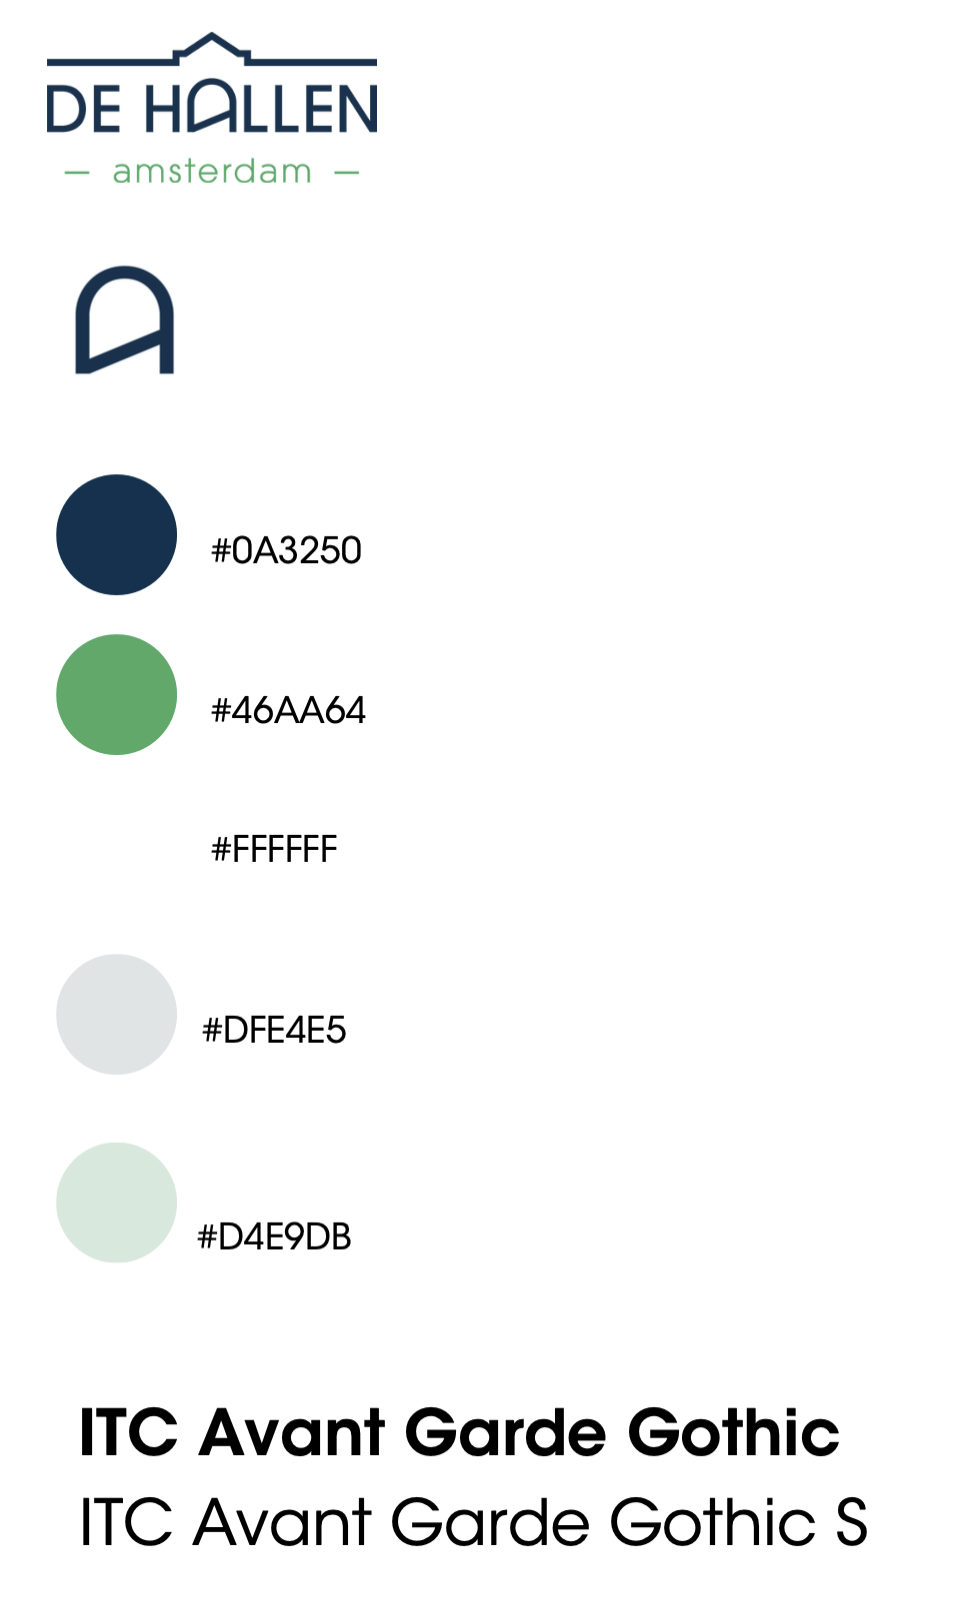 DE HALLEN
— amsterdam —
A
#0A3250
#46AA64
#FFFFFF
#DFE4E5
#D4E9DB
ITC Avant Garde Gothic
ITC Avant Garde Gothic S